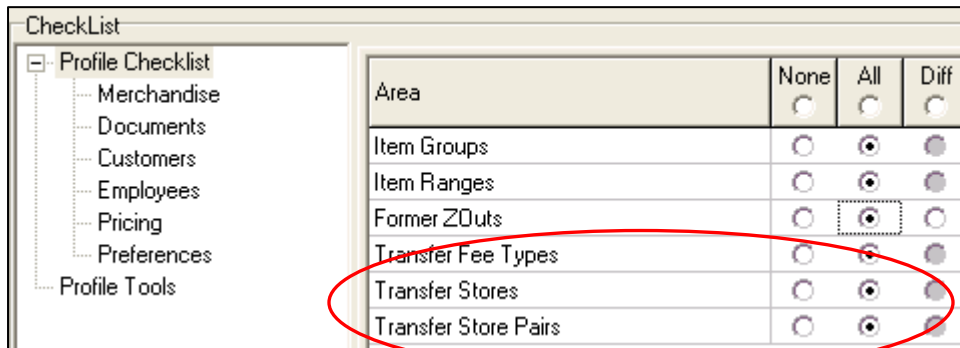 CheckList
Profile Checklist
Merchandise
Documents
Customers
Employees
Pricing
Preferences
Profile Tools
Area None All Diff
Item Groups
Item Ranges
Former ZOuts
Transfer Fee Types
Transfer Stores
Transfer Store Pairs